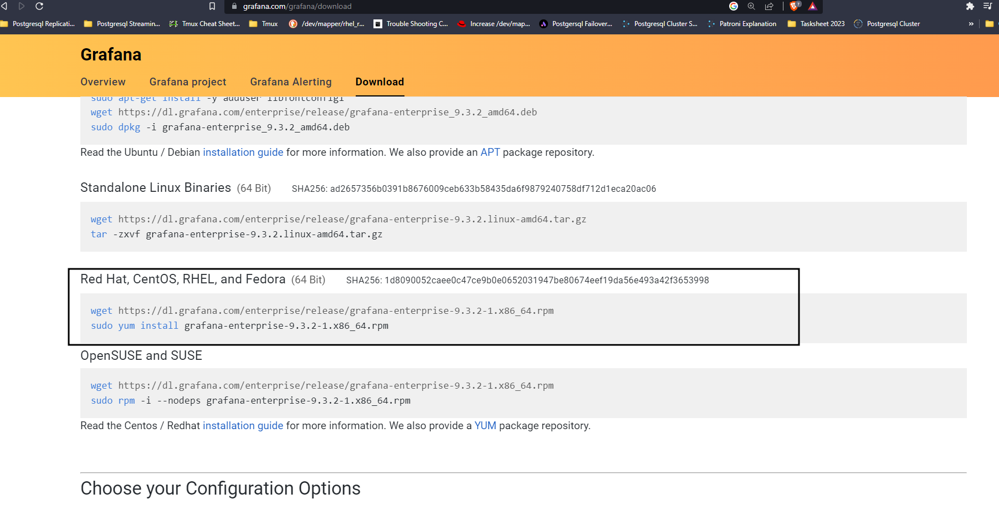 grafana.com/grafana/download
7
Postgresql Replicati... Postgresql Streamin... Tmux Cheat Sheet... Tmux /dev/mapper/rhel_r... Trouble Shooting C... Increase /dev/map... Postgersql Failover... Postgresql Cluster S... Patroni Explanation Tasksheet 2023 Postgresql Cluster »
Grafana
Overview Grafana project Grafana Alerting Download
sudo apt-get install -y adduser libfontconfig1
wget https://dl.grafana.com/enterprise/release/grafana-enterprise_9.3.2_amd64.deb
sudo dpkg -i grafana-enterprise_9.3.2_amd64.deb
Read the Ubuntu / Debian installation guide for more information. We also provide an APT package repository.
Standalone Linux Binaries (64 Bit) SHA256: ad2657356b0391b8676009ceb633b58435da6f9879240758df712d1eca20ac06
wget https://dl.grafana.com/enterprise/release/grafana-enterprise-9.3.2.linux-amd64.tar.gz
tar -zxvf grafana-enterprise-9.3.2.linux-amd64.tar.gz
Red Hat, CentOS, RHEL, and Fedora (64 Bit) SHA256: 1d8090052caee0c47ce9b0e0652031947be80674eef19da56e493a42f3653998
wget https://dl.grafana.com/enterprise/release/grafana-enterprise-9.3.2-1.x86_64.rpm
sudo yum install grafana-enterprise-9.3.2-1.x86_64.rpm
OpenSUSE and SUSE
wget https://dl.grafana.com/enterprise/release/grafana-enterprise-9.3.2-1.x86_64.rpm
sudo rpm -i --nodeps grafana-enterprise-9.3.2-1.x86_64.rpm
Read the Centos / Redhat installation guide for more information. We also provide a YUM package repository.
Choose your Configuration Options